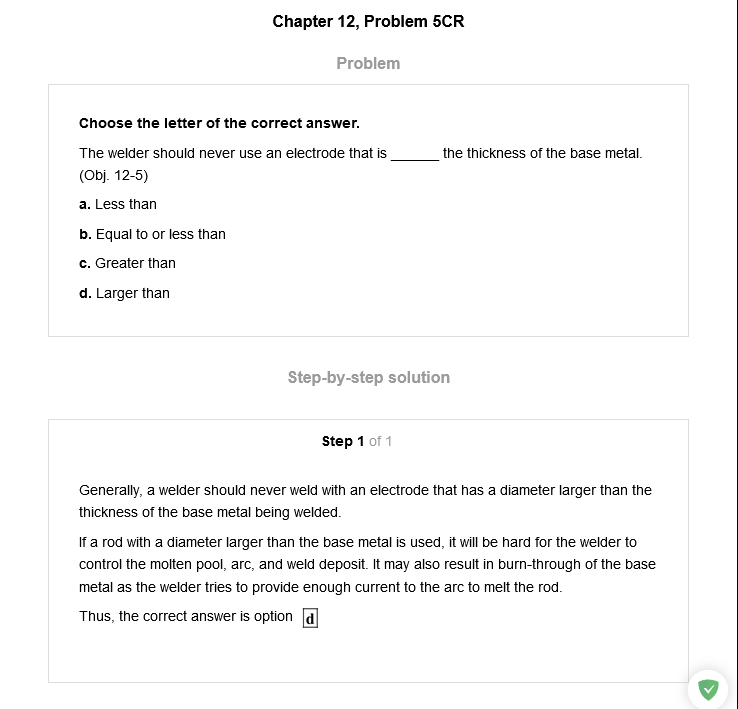 Chapter 12, Problem 5CR
Problem
Choose the letter of the correct answer.
The welder should never use an electrode that is ______ the thickness of the base metal.
(Obj. 12-5)
a. Less than
b. Equal to or less than
c. Greater than
d. Larger than
Step-by-step solution
Step 1 of 1
Generally, a welder should never weld with an electrode that has a diameter larger than the
thickness of the base metal being welded.
If a rod with a diameter larger than the base metal is used, it will be hard for the welder to
control the molten pool, arc, and weld deposit. It may also result in burn-through of the base
metal as the welder tries to provide enough current to the arc to melt the rod.
Thus, the correct answer is option d